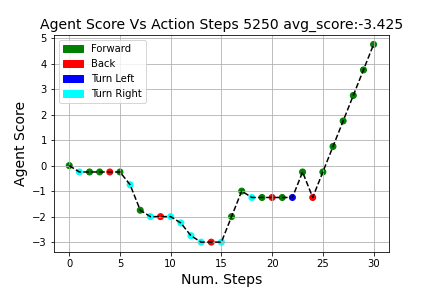 Agent Score Vs Action Steps 5250 avg_score:-3.425
5
4
3
2
1
0
−1
−2
−3
Agent Score
Forward
Back
Turn Left
Turn Right
0 5 10 15 20 25 30
Num. Steps